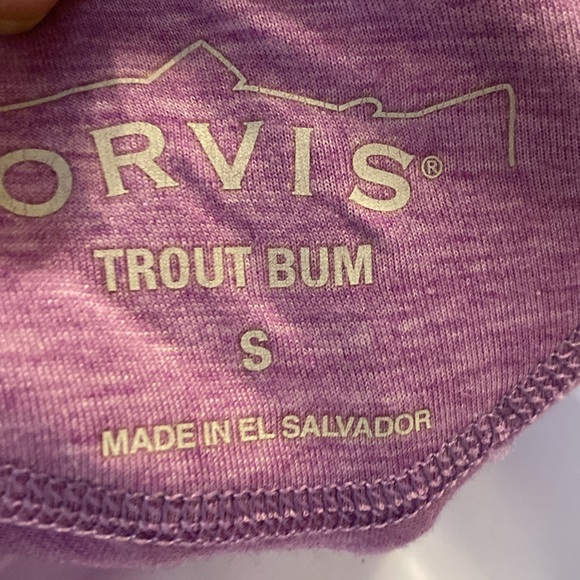 ORVIS®
TROUT BUM
S
MADE IN EL SALVADOR